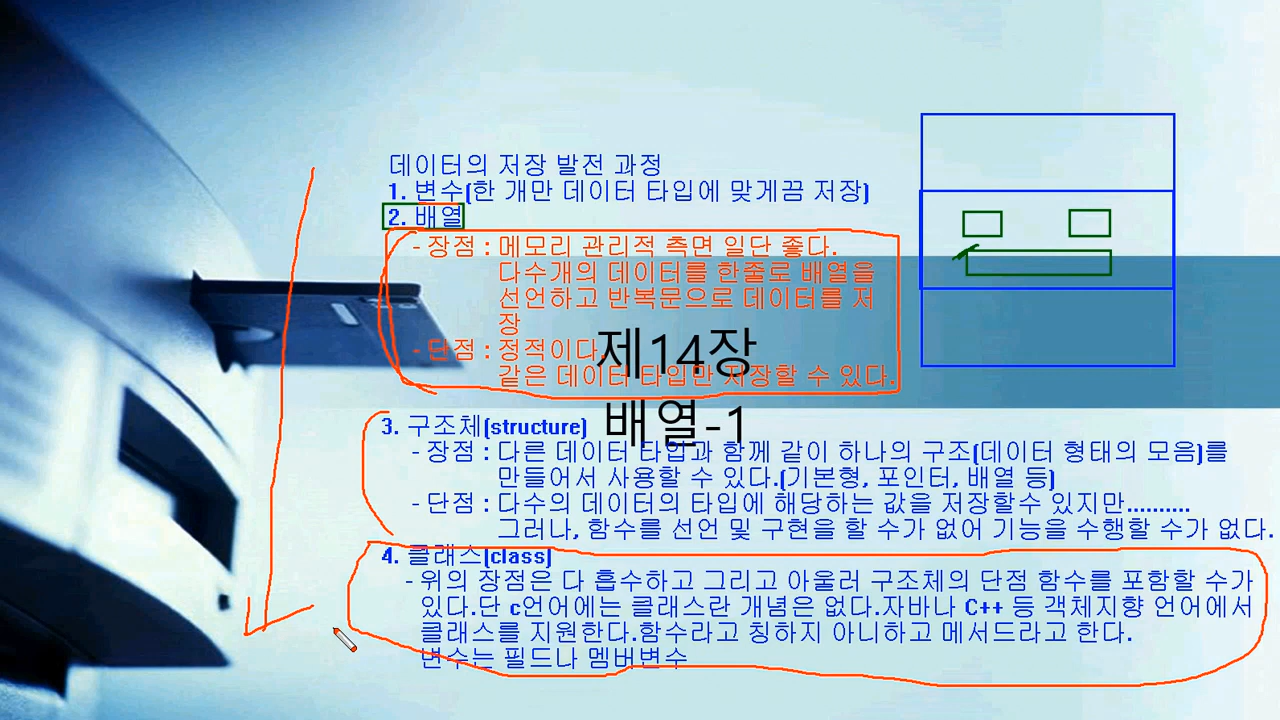 데이터의 저장 발전 과정
1. 변수(한 개만 데이터 타입에 맞게끔 저장)
2. 배열
- 장점 : 메모리 관리적 측면 일단 좋다.
다수개의 데이터를 한줄로 배열을
선언하고 반복문으로 데이터를 저
장
- 단점 : 정적이다.
같은 데이터 타입만 저장할 수 있다.
제14장
배열-1
3. 구조체(structure)
- 장점 : 다른 데이터 타입과 함께 같이 하나의 구조(데이터 형태의 모음)를
만들어서 사용할 수 있다.(기본형, 포인터, 배열 등)
- 단점 : 다수의 데이터의 타입에 해당하는 값을 저장할수 있지만..........
그러나, 함수를 선언 및 구현을 할 수가 없어 기능을 수행할 수가 없다.
4. 클래스(class)
- 위의 장점은 다 흡수하고 그리고 아울러 구조체의 단점 함수를 포함할 수가
있다.단 c언어에는 클래스란 개념은 없다.자바나 C++ 등 객체지향 언어에서
클래스를 지원한다.함수라고 칭하지 아니하고 메서드라고 한다.
변수는 필드나 멤버변수